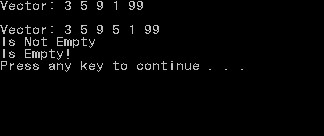 Vector: 3 5 9 1 99
Vector: 3 5 9 5 1 99
Is Not Empty
Is Empty!
Press any key to continue . . .